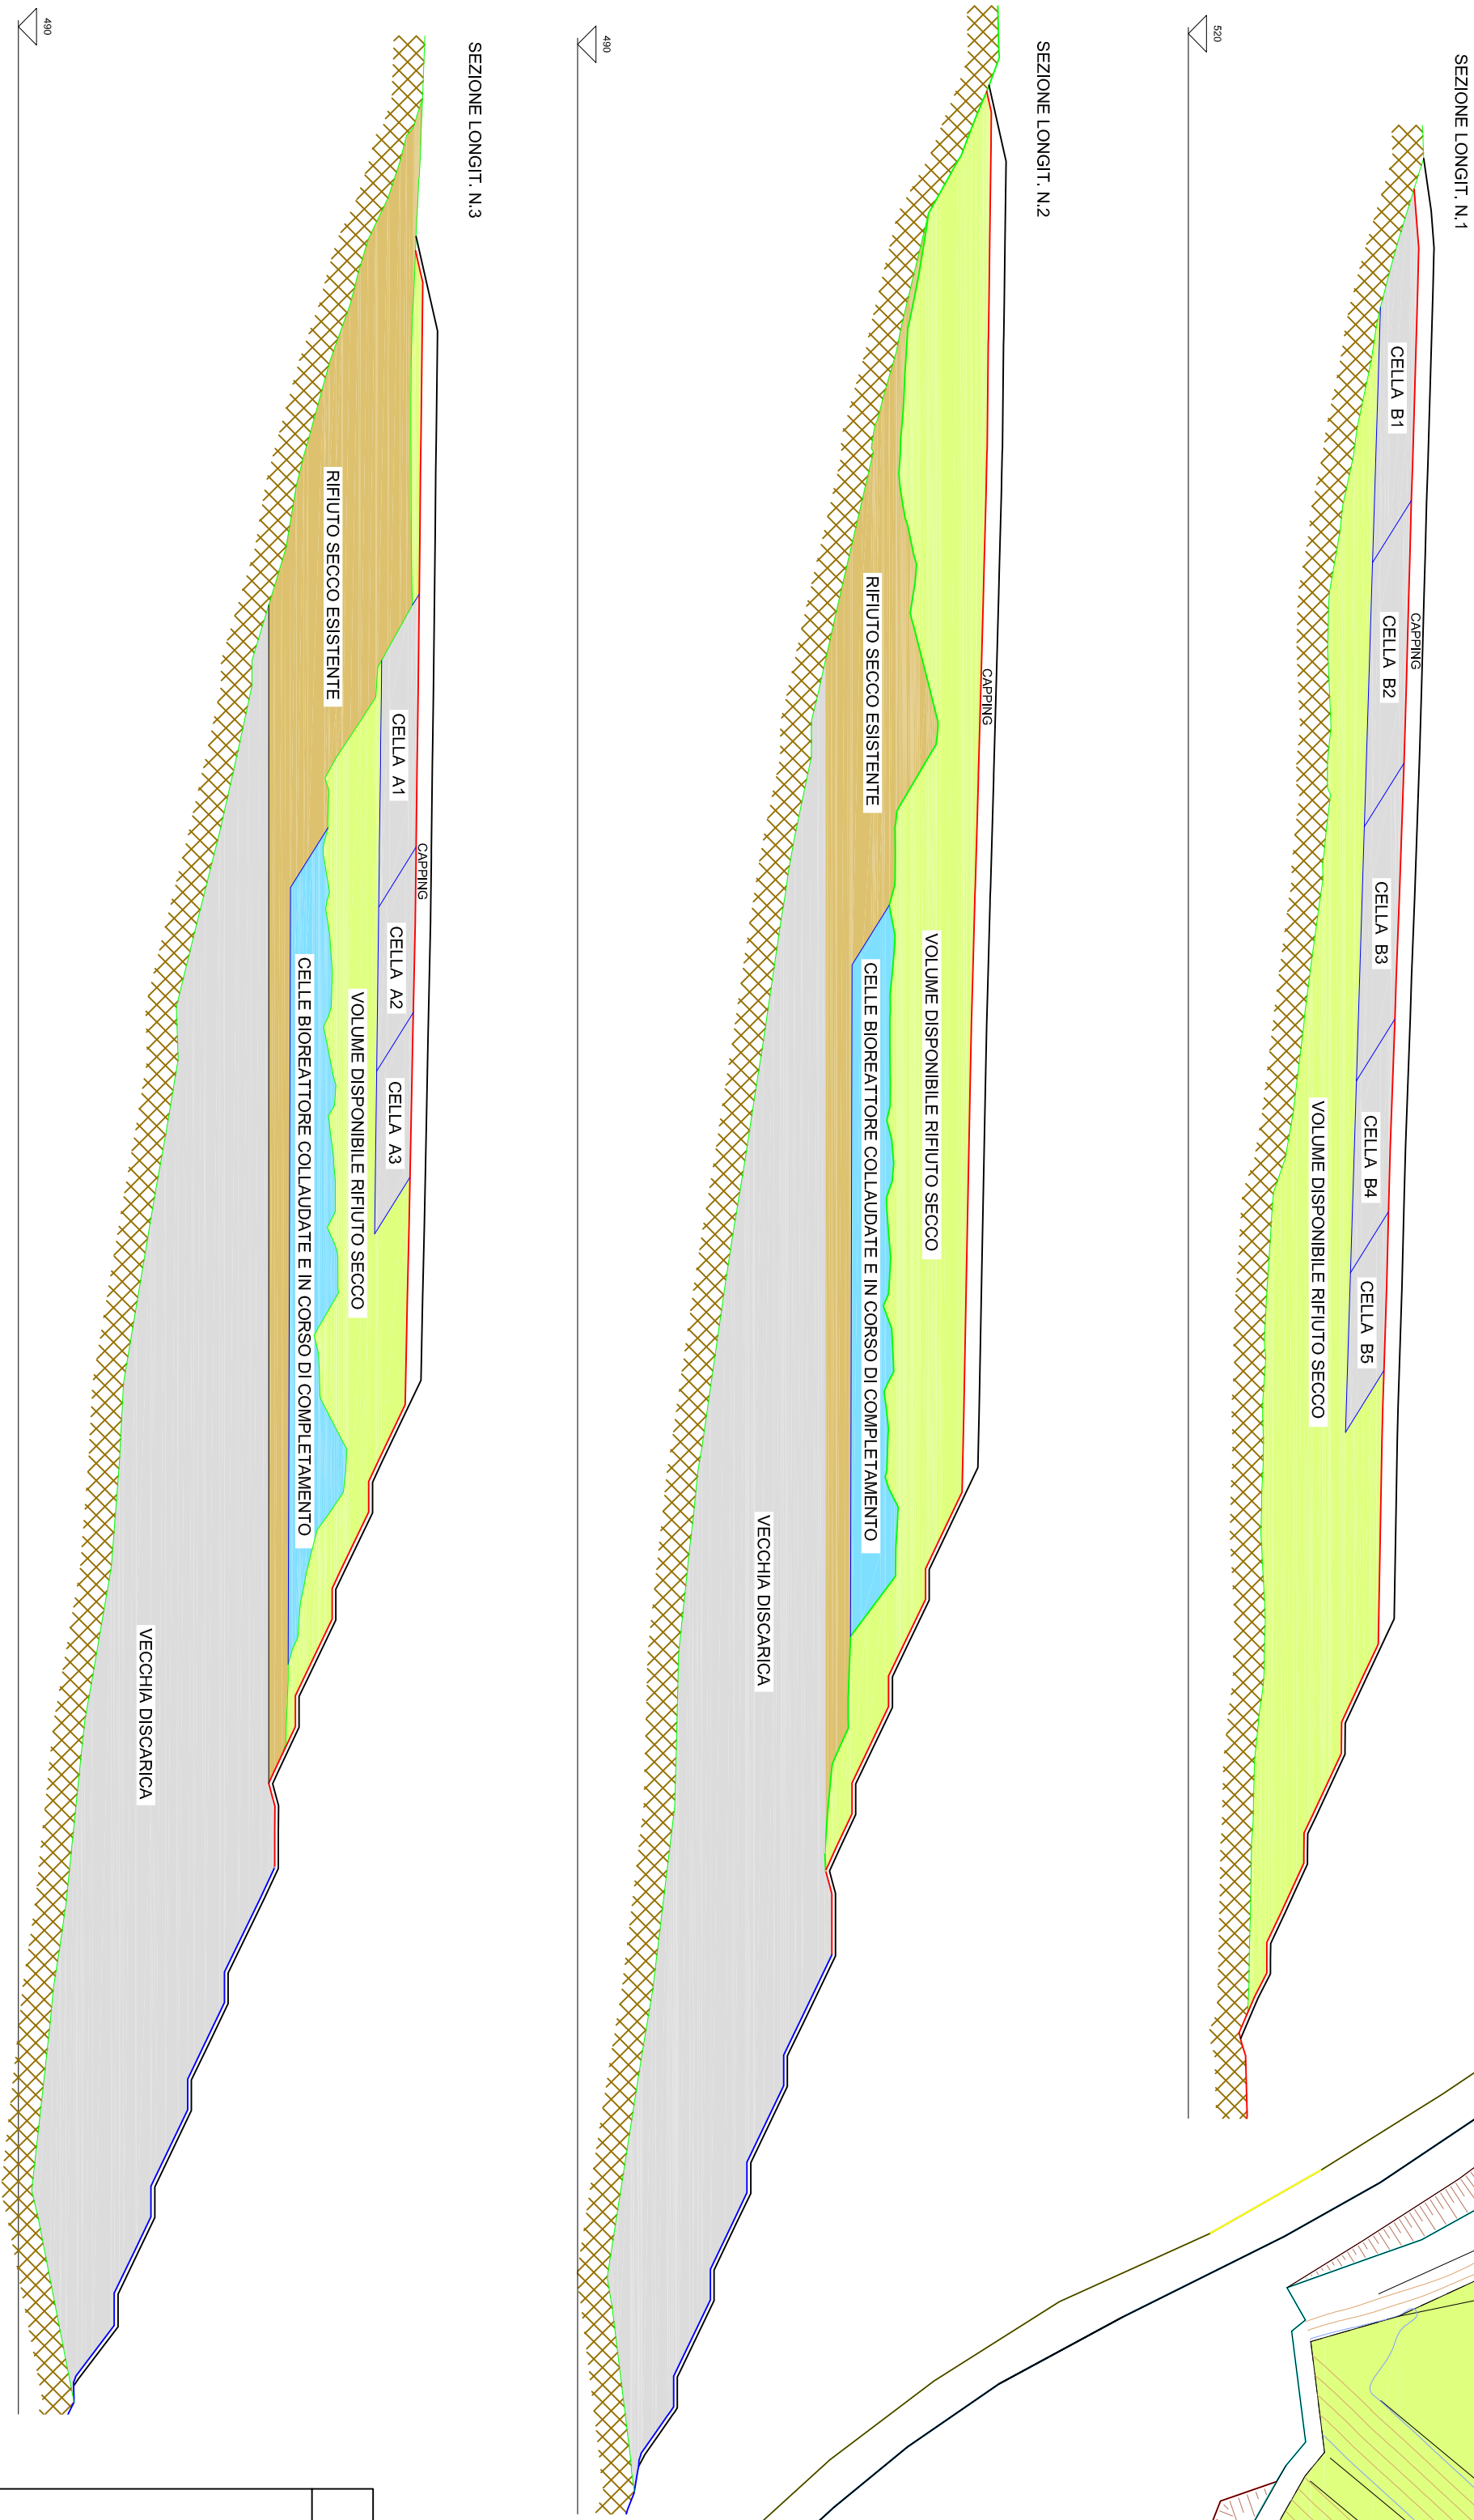 SEZIONE LONGIT. N.1
520
CELLA B1
CELLA B2
CAPPING
CELLA B3
CELLA B4
CELLA B5
VOLUME DISPONIBILE RIFIUTO SECCO
SEZIONE LONGIT. N.2
490
CAPPING
RIFIUTO SECCO ESISTENTE
VOLUME DISPONIBILE RIFIUTO SECCO
CELLE BIOREATTORE COLLAUDATE E IN CORSO DI COMPLETAMENTO
VECCHIA DISCARICA
SEZIONE LONGIT. N.3
490
RIFIUTO SECCO ESISTENTE
CELLA A1
CAPPING
CELLA A2
CELLA A3
VOLUME DISPONIBILE RIFIUTO SECCO
CELLE BIOREATTORE COLLAUDATE E IN CORSO DI COMPLETAMENTO
VECCHIA DISCARICA